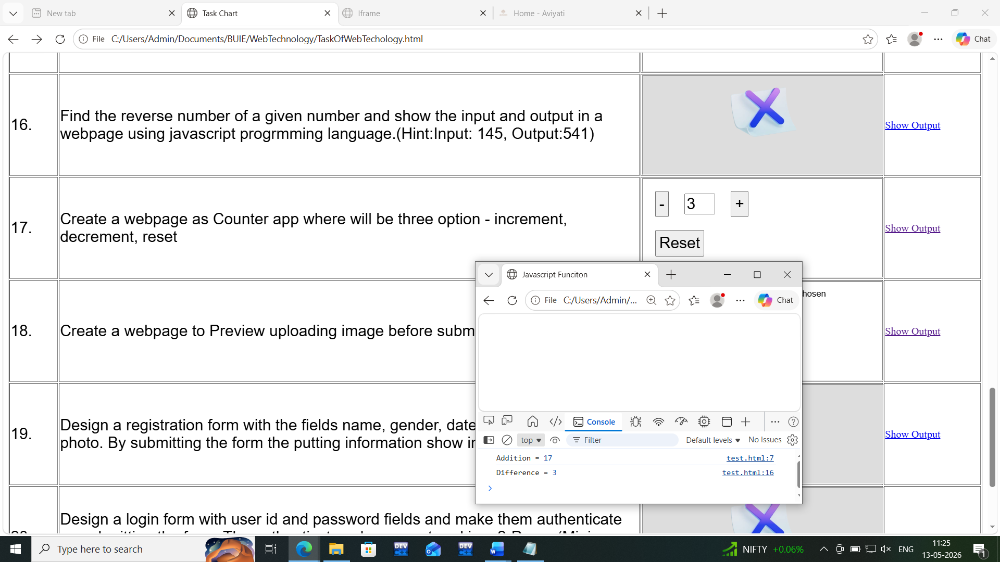 New tab
Task Chart
Iframe
Home - Aviyati
File C:/Users/Admin/Documents/BUIE/WebTechnology/TaskOfWebTechology.html
Chat
16.
Find the reverse number of a given number and show the input and output in a
webpage using javascript progrmming language.(Hint:Input: 145, Output:541)
Show Output
17.
Create a webpage as Counter app where will be three option - increment,
decrement, reset
- 3 +
Reset
Show Output
18.
Create a webpage to Preview uploading image before subm
hosen
Show Output
19.
Design a registration form with the fields name, gender, date
photo. By submitting the form the putting information show in
Show Output
Design a login form with user id and password fields and make them authenticate
Javascript Funciton
File C:/Users/Admin/...
Chat
Console
top
Filter
Default levels
No Issues
Addition = 17 test.html:7
Difference = 3 test.html:16
Type here to search
DEV
DEV
NIFTY +0.06%
ENG
11:25
13-05-2026
1